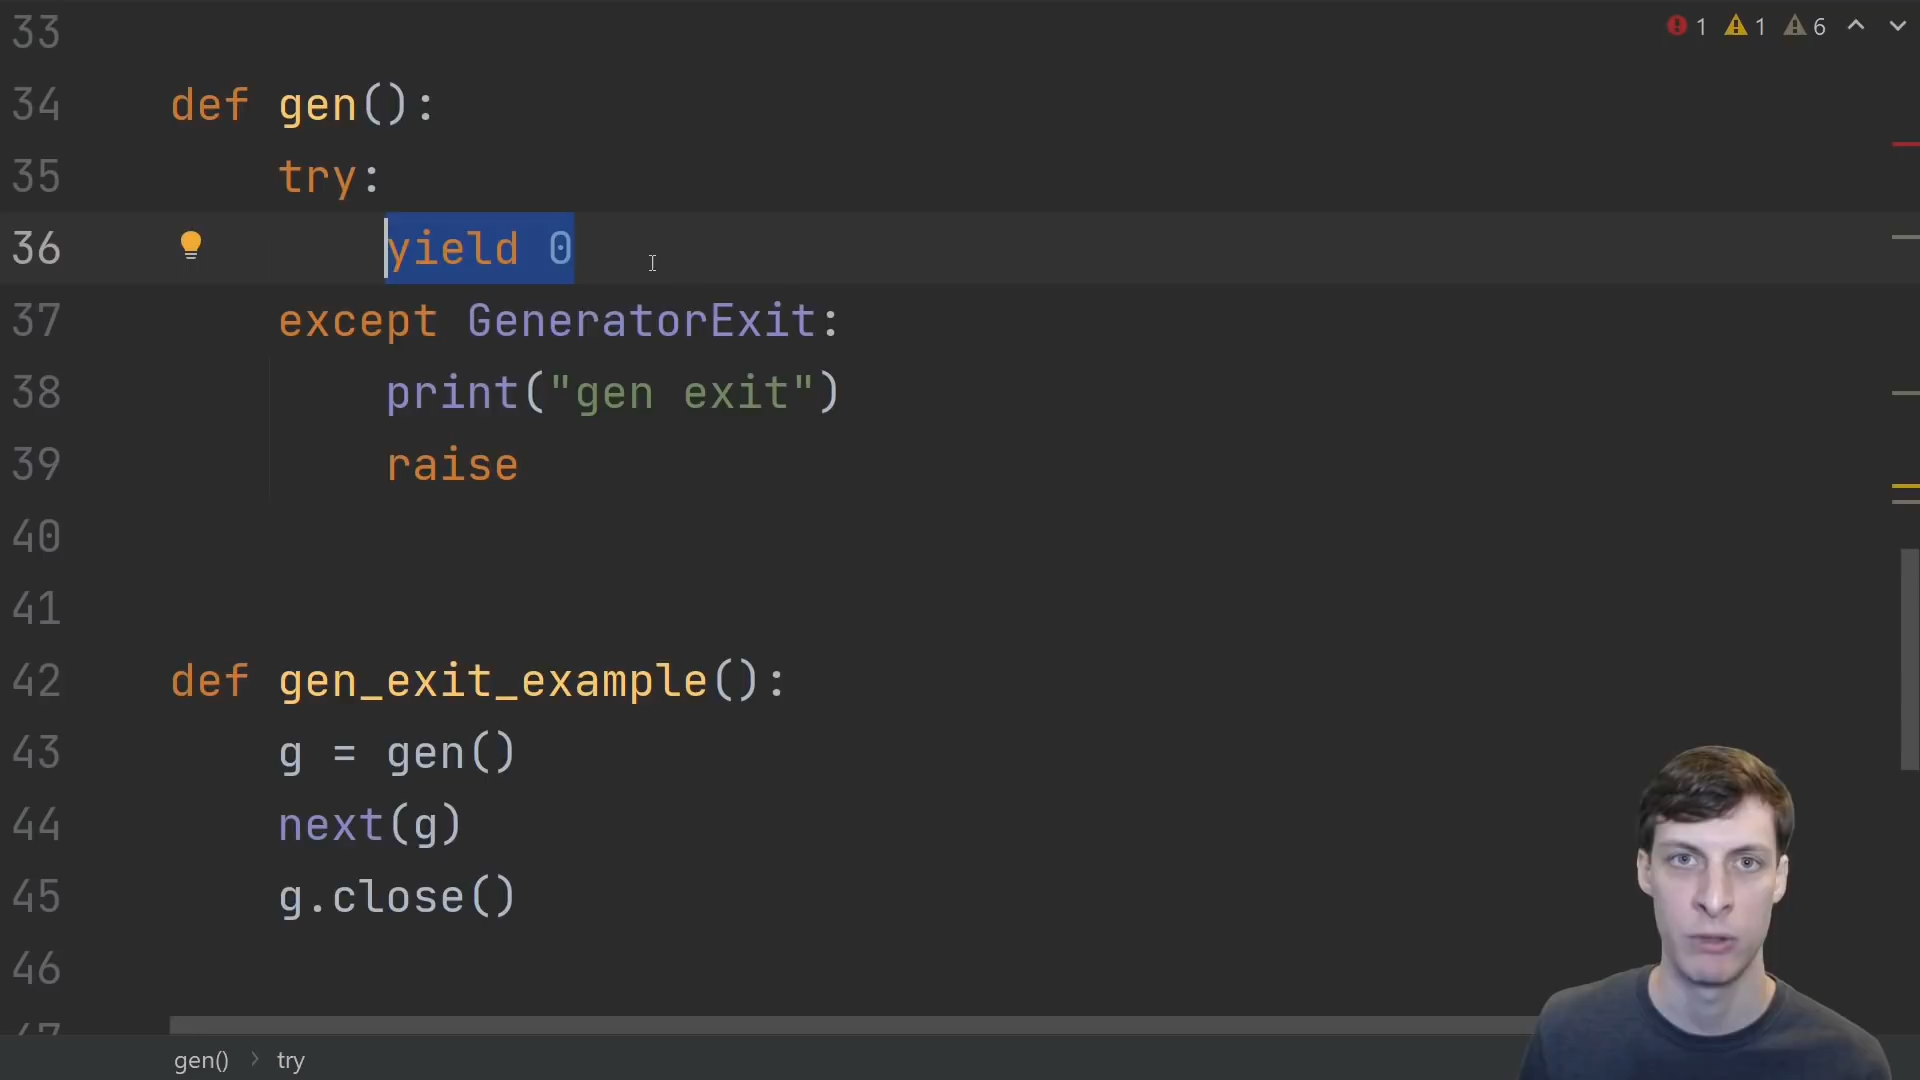 1 1 6
33
34 def gen():
35 try:
36 yield 0
37 except GeneratorExit:
38 print("gen exit")
39 raise
40
41
42 def gen_exit_example():
43 g = gen()
44 next(g)
45 g.close()
46
47
gen() > try